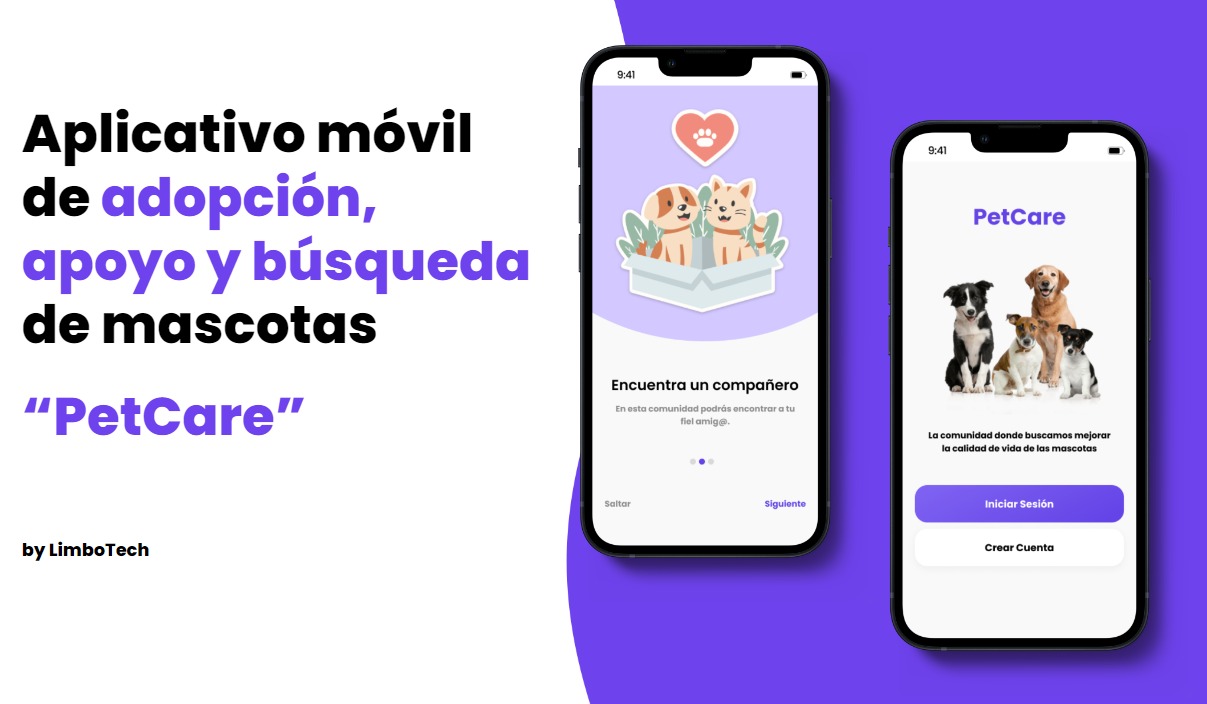 Aplicativo móvil
de adopción,
apoyo y búsqueda
de mascotas
“PetCare”
by LimboTech
9:41
Encuentra un compañero
En esta comunidad podrás encontrar a tu
fiel amig@.
Saltar
Siguiente
9:41
PetCare
La comunidad donde buscamos mejorar
la calidad de vida de las mascotas
Iniciar Sesión
Crear Cuenta